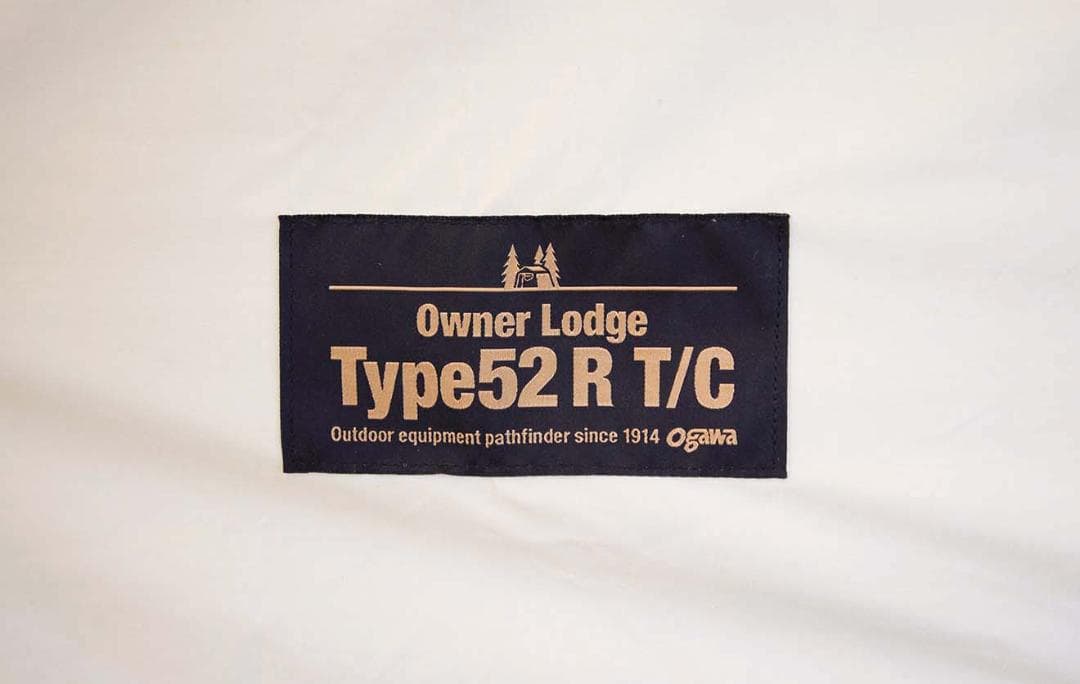 Owner Lodge
Type52 R T/C
Outdoor equipment pathfinder since 1914 ogawa